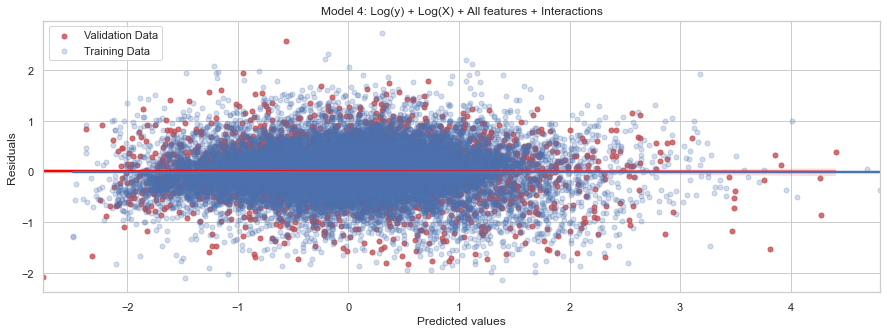 Model 4: Log(y) + Log(X) + All features + Interactions
Validation Data
Training Data
2
1
0
−1
−2
Residuals
−2
−1
0
1
2
3
4
Predicted values